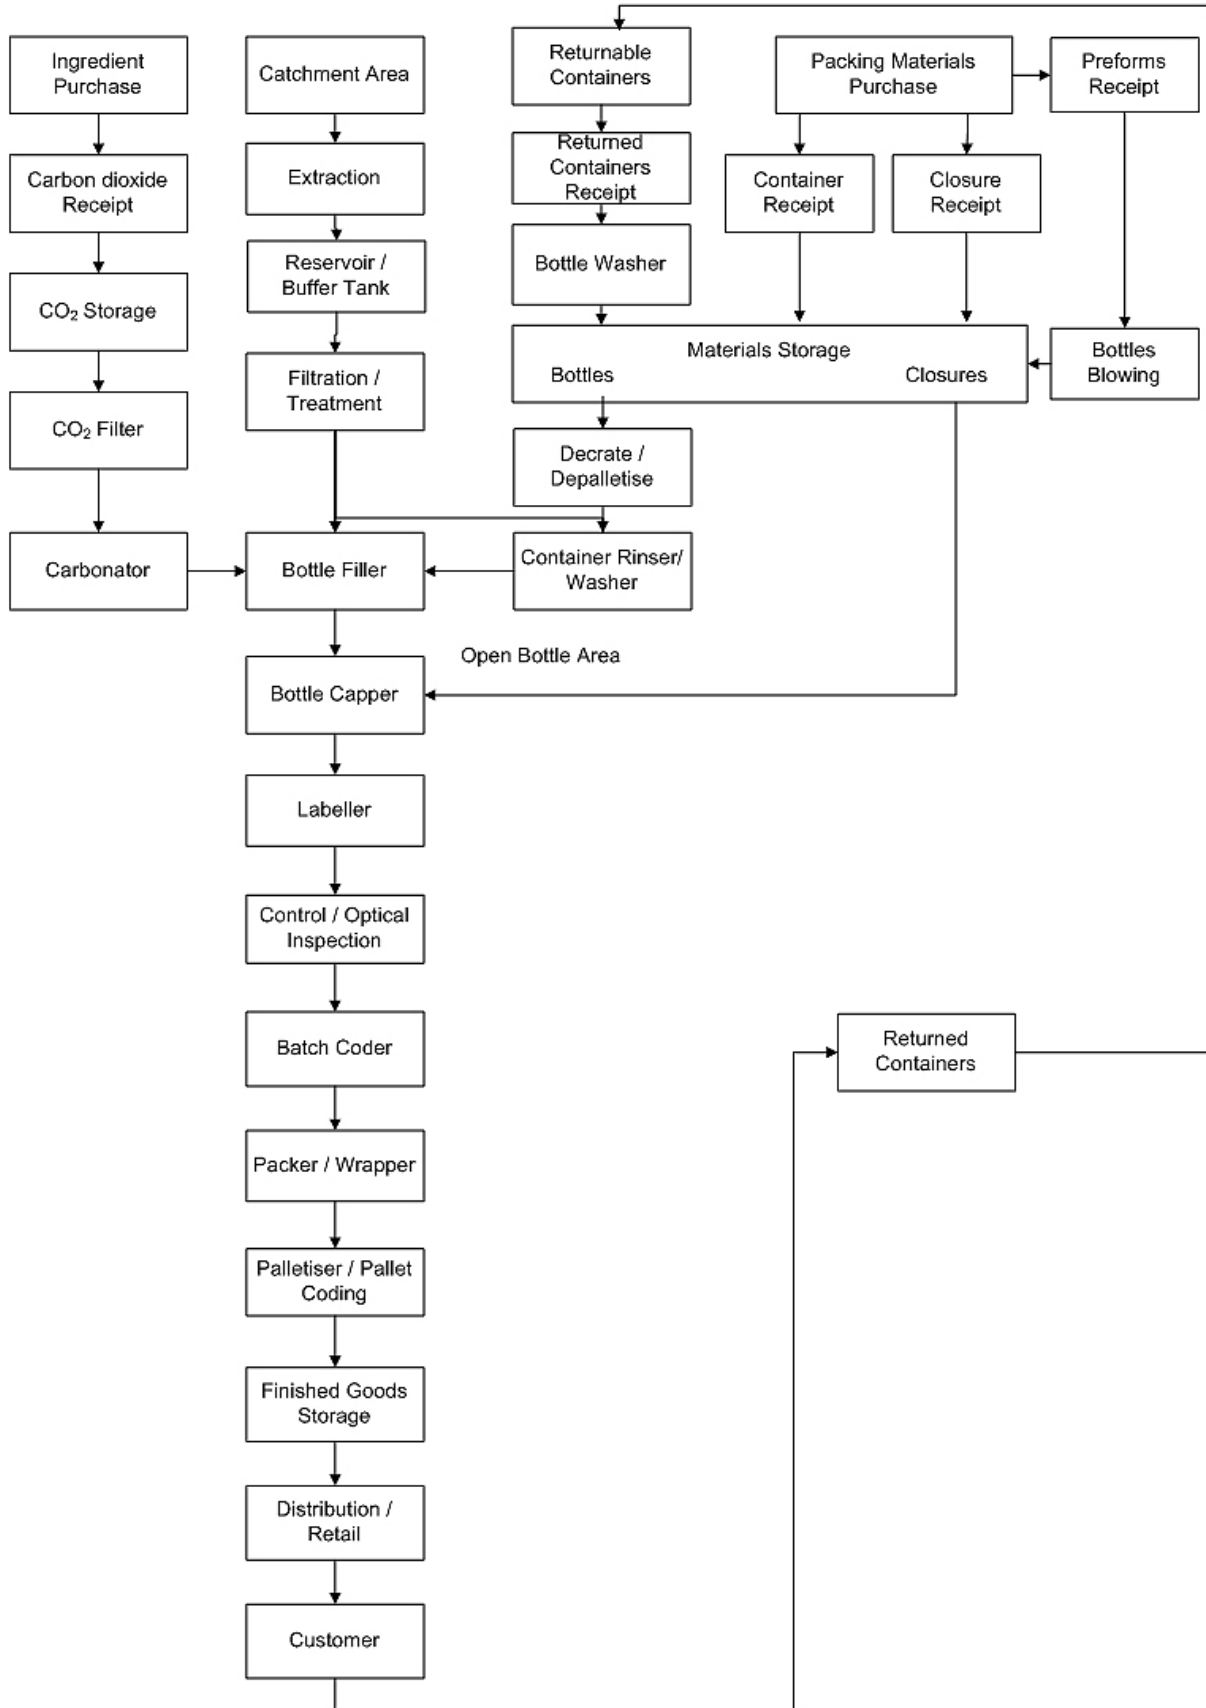 Ingredient
Purchase
Catchment Area
Returnable
Containers
Packing Materials
Purchase
Preforms
Receipt
Carbon dioxide
Receipt
Extraction
Returned
Containers
Receipt
Container
Receipt
Closure
Receipt
CO₂ Storage
Reservoir /
Buffer Tank
Bottle Washer
Materials Storage
Bottles
Closures
Bottles
Blowing
CO₂ Filter
Filtration /
Treatment
Decrate /
Depalletise
Carbonator
Bottle Filler
Container Rinser/
Washer
Open Bottle Area
Bottle Capper
Labeller
Control / Optical
Inspection
Batch Coder
Returned
Containers
Packer / Wrapper
Palletiser / Pallet
Coding
Finished Goods
Storage
Distribution /
Retail
Customer